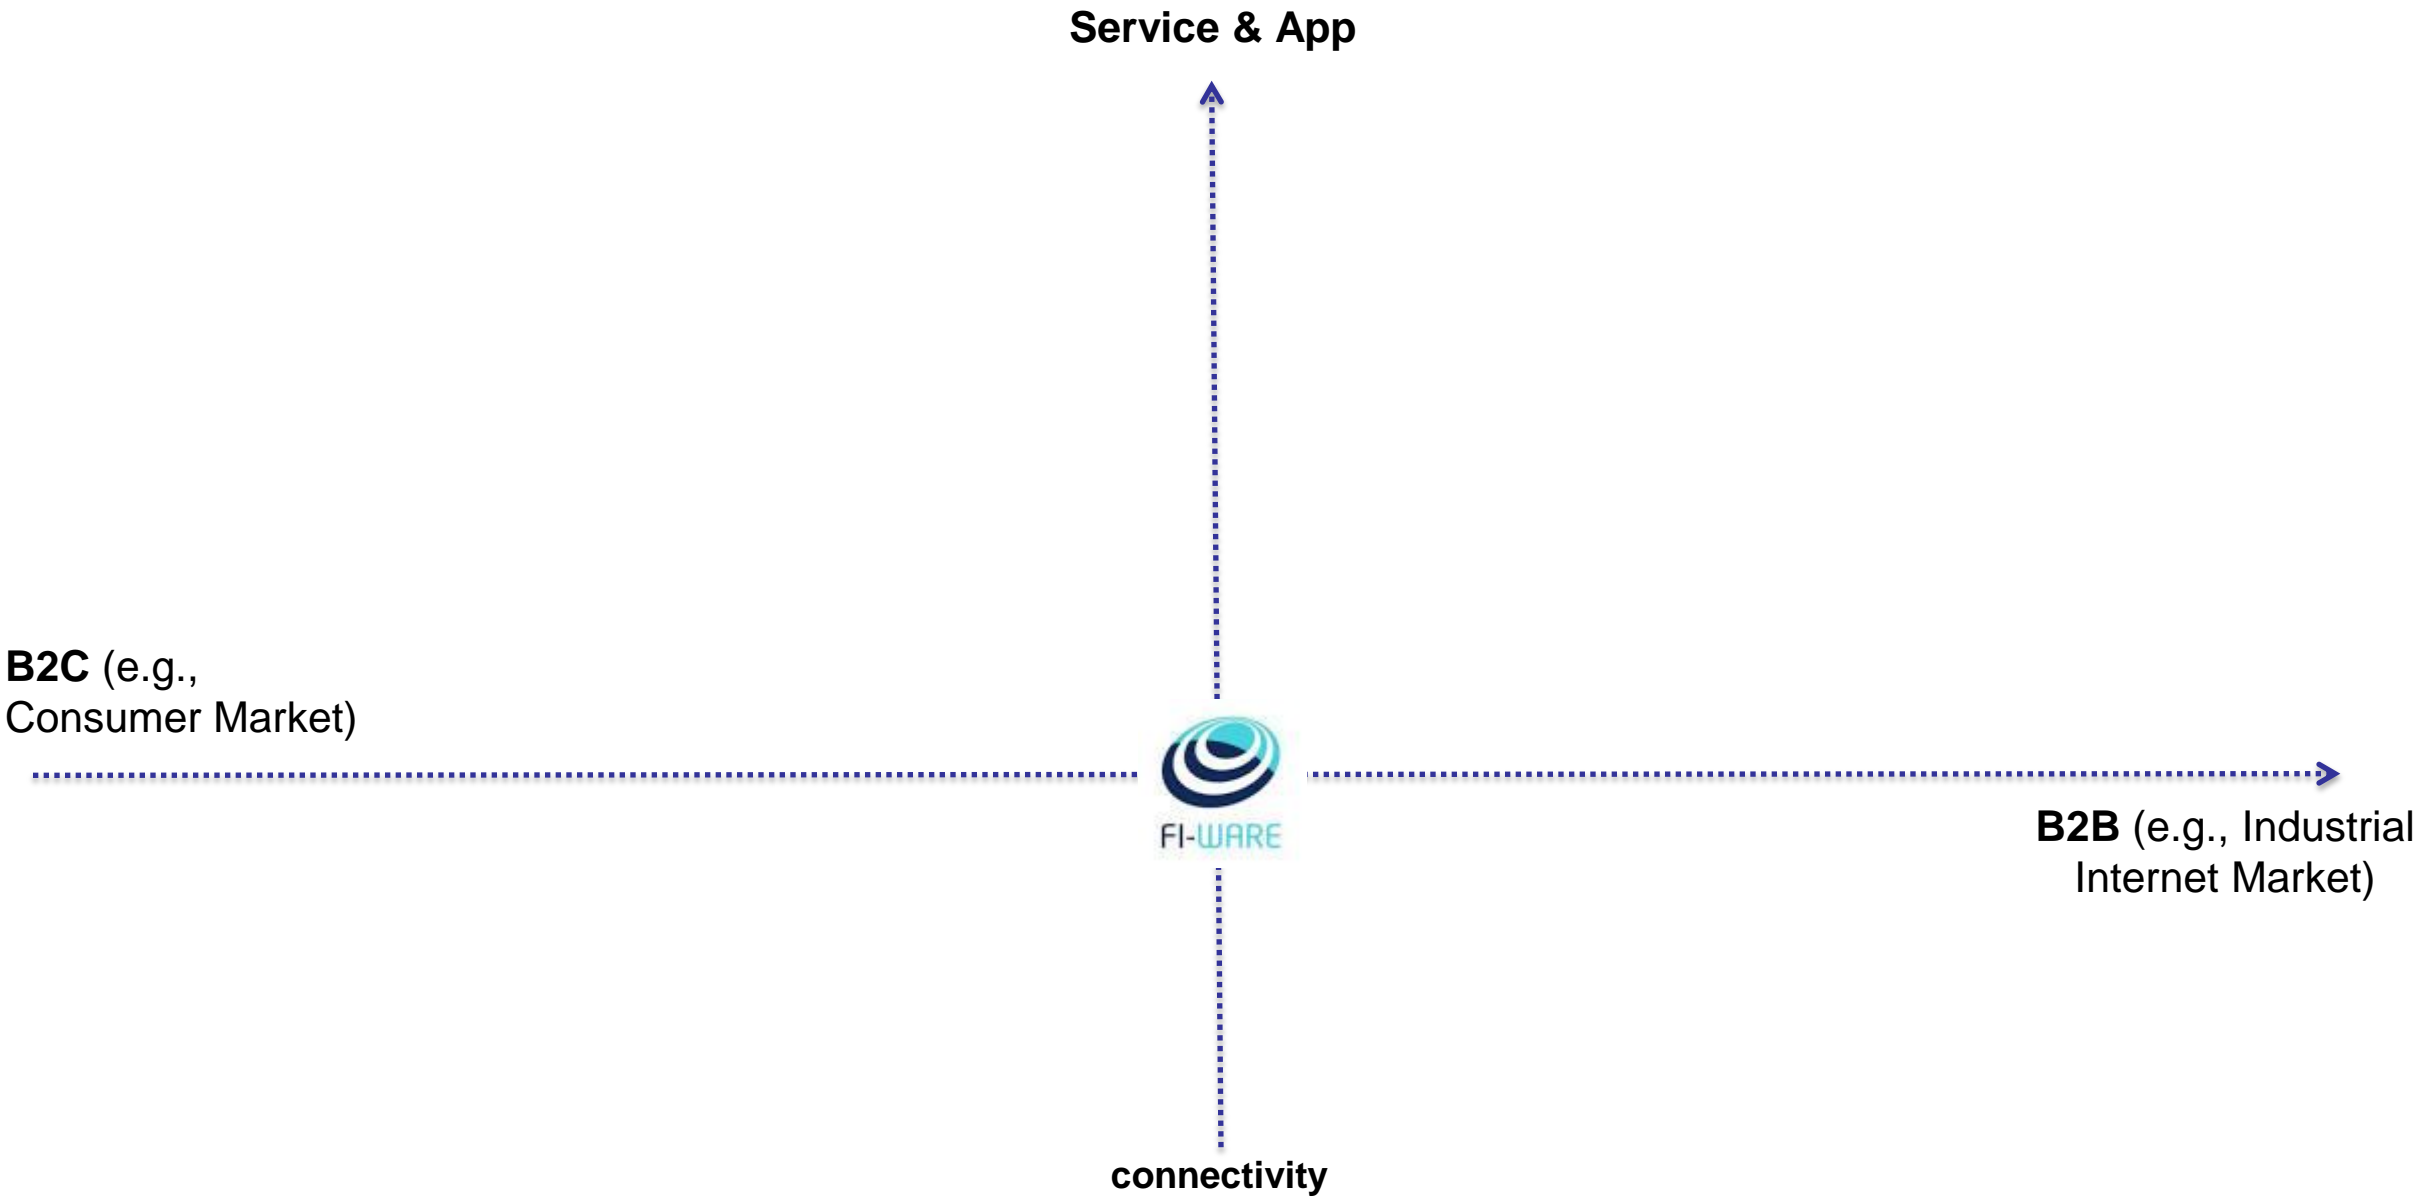 Service & App
B2C (e.g.,
Consumer Market)
FI-WARE
B2B (e.g., Industrial
Internet Market)
connectivity